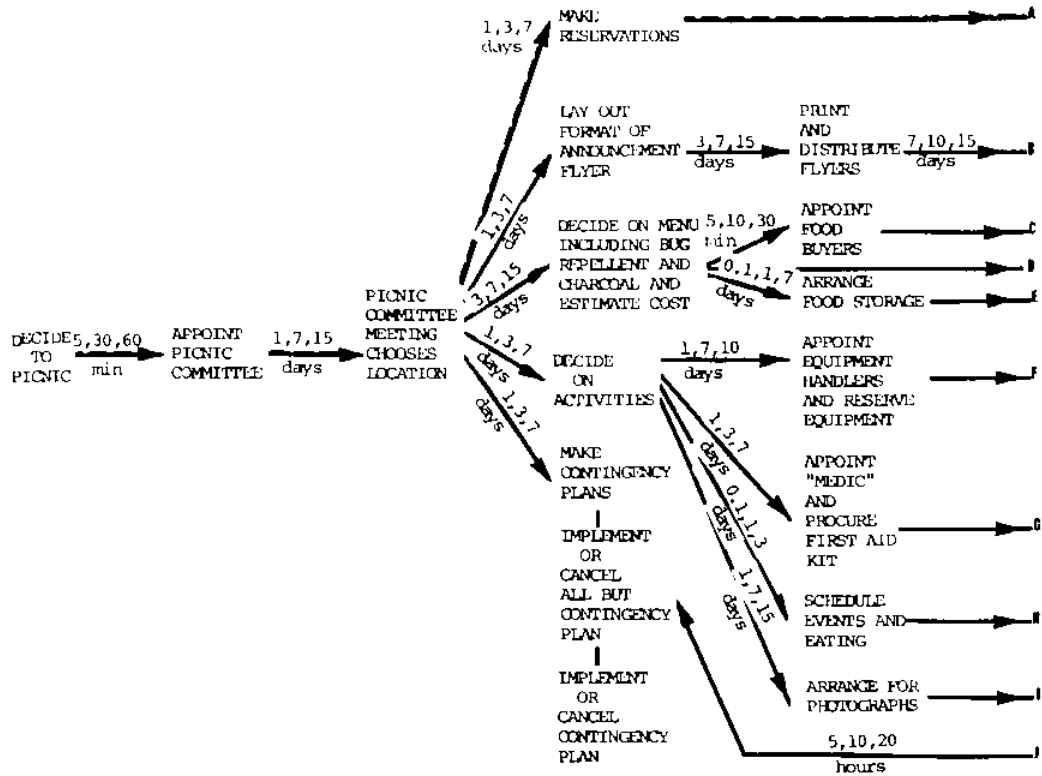 DECIDE
TO
PICNIC
5,30,60
min
APPOINT
PICNIC
COMMITTEE
1,7,15
days
PICNIC
COMMITTEE
MEETING
CHOOSES
LOCATION
1,3,7
days
MAKE
RESERVATIONS
A
1,3,7
days
LAY OUT
FORMAT OF
ANNOUNCEMENT
FLYER
3,7,15
days
PRINT
AND
DISTRIBUTE
FLYERS
7,10,15
days
B
3,7,15
days
DECIDE ON MENU
INCLUDING BUG
REPELLENT AND
CHARCOAL AND
ESTIMATE COST
5,10,30
min
APPOINT
FOOD
BUYERS
C
D
0.1,1,7
days
ARRANGE
FOOD STORAGE
E
1,3,7
days
DECIDE
ON
ACTIVITIES
1,7,10
days
APPOINT
EQUIPMENT
HANDLERS
AND RESERVE
EQUIPMENT
F
1,3,7
days
APPOINT
"MEDIC"
AND
PROCURE
FIRST AID
KIT
G
0.1,1,3
days
SCHEDULE
EVENTS AND
EATING
H
1,7,15
days
ARRANGE FOR
PHOTOGRAPHS
1,3,7
days
MAKE
CONTINGENCY
PLANS
IMPLEMENT
OR
CANCEL
ALL BUT
CONTINGENCY
PLAN
IMPLEMENT
OR
CANCEL
CONTINGENCY
PLAN
5,10,20
hours